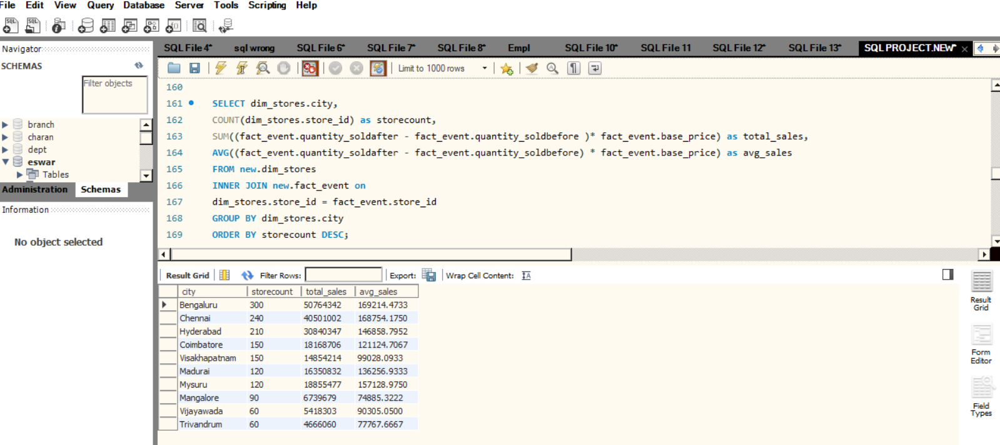 File Edit View Query Database Server Tools Scripting Help
SQL SQL
Navigator
SCHEMAS
Filter objects
branch
charan
dept
eswar
Tables
Administration Schemas
Information
No object selected
SQL File 4* sql wrong SQL File 6* SQL File 7* SQL File 8* Empl SQL File 10* SQL File 11 SQL File 12* SQL File 13* SQL PROJECT.NEW* ×
Limit to 1000 rows
160
161 SELECT dim_stores.city,
162 COUNT(dim_stores.store_id) as storecount,
163 SUM((fact_event.quantity_soldafter - fact_event.quantity_soldbefore )* fact_event.base_price) as total_sales,
164 AVG((fact_event.quantity_soldafter - fact_event.quantity_soldbefore) * fact_event.base_price) as avg_sales
165 FROM new.dim_stores
166 INNER JOIN new.fact_event on
167 dim_stores.store_id = fact_event.store_id
168 GROUP BY dim_stores.city
169 ORDER BY storecount DESC;
Result Grid Filter Rows: Export: Wrap Cell Content: IA
city storecount total_sales avg_sales
Bengaluru 300 50764342 169214.4733
Chennai 240 40501002 168754.1750
Hyderabad 210 30840347 146858.7952
Coimbatore 150 18168706 121124.7067
Visakhapatnam 150 14854214 99028.0933
Madurai 120 16350832 136256.9333
Mysuru 120 18855477 157128.9750
Mangalore 90 6739679 74885.3222
Vijayawada 60 5418303 90305.0500
Trivandrum 60 4666060 77767.6667
Result
Grid
Form
Editor
Field
Types